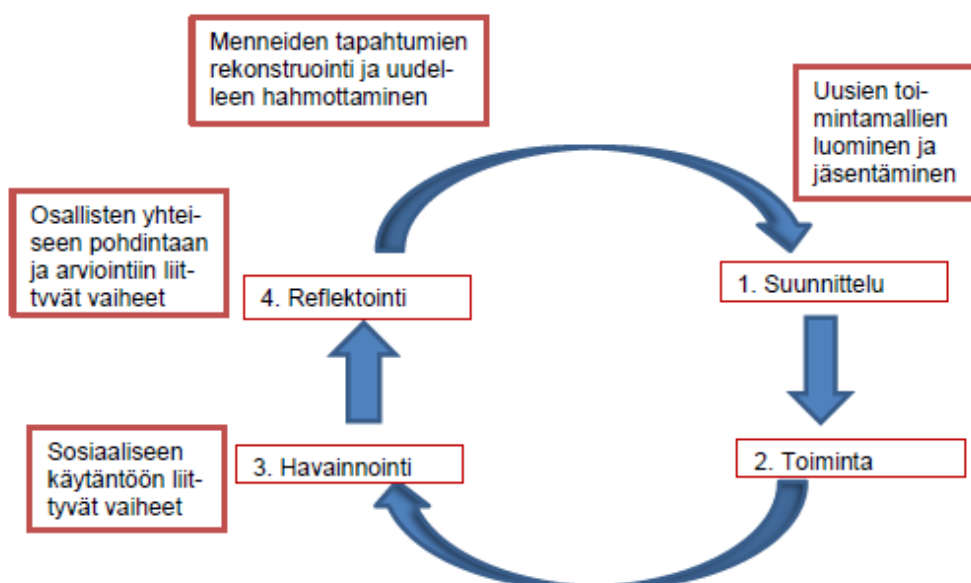 Menneiden tapahtumien
rekonstruointi ja uudel-
leen hahmottaminen
Uusien toi-
mintamallien
luominen ja
jäsentäminen
Osallisten yhtei-
seen pohdintaan
ja arviointiin liit-
tyvät vaiheet
4. Reflektointi
1. Suunnittelu
Sosiaaliseen
käytäntöön liit-
tyvät vaiheet
3. Havainnointi
2. Toiminta